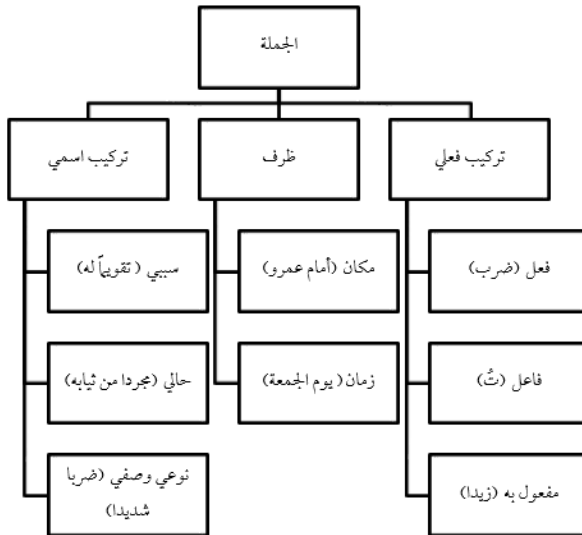 الجملة
تركيب فعلي
ظرف
تركيب اسمي
فعل (ضرب)
مكان (أمام عمرو)
سببي (تقويماً له)
فاعل (تُ)
زمان( يوم الجمعة)
حالي (مجردا من ثيابه)
مفعول به (زيدا)
نوعي وصفي (ضربا
شديدا)